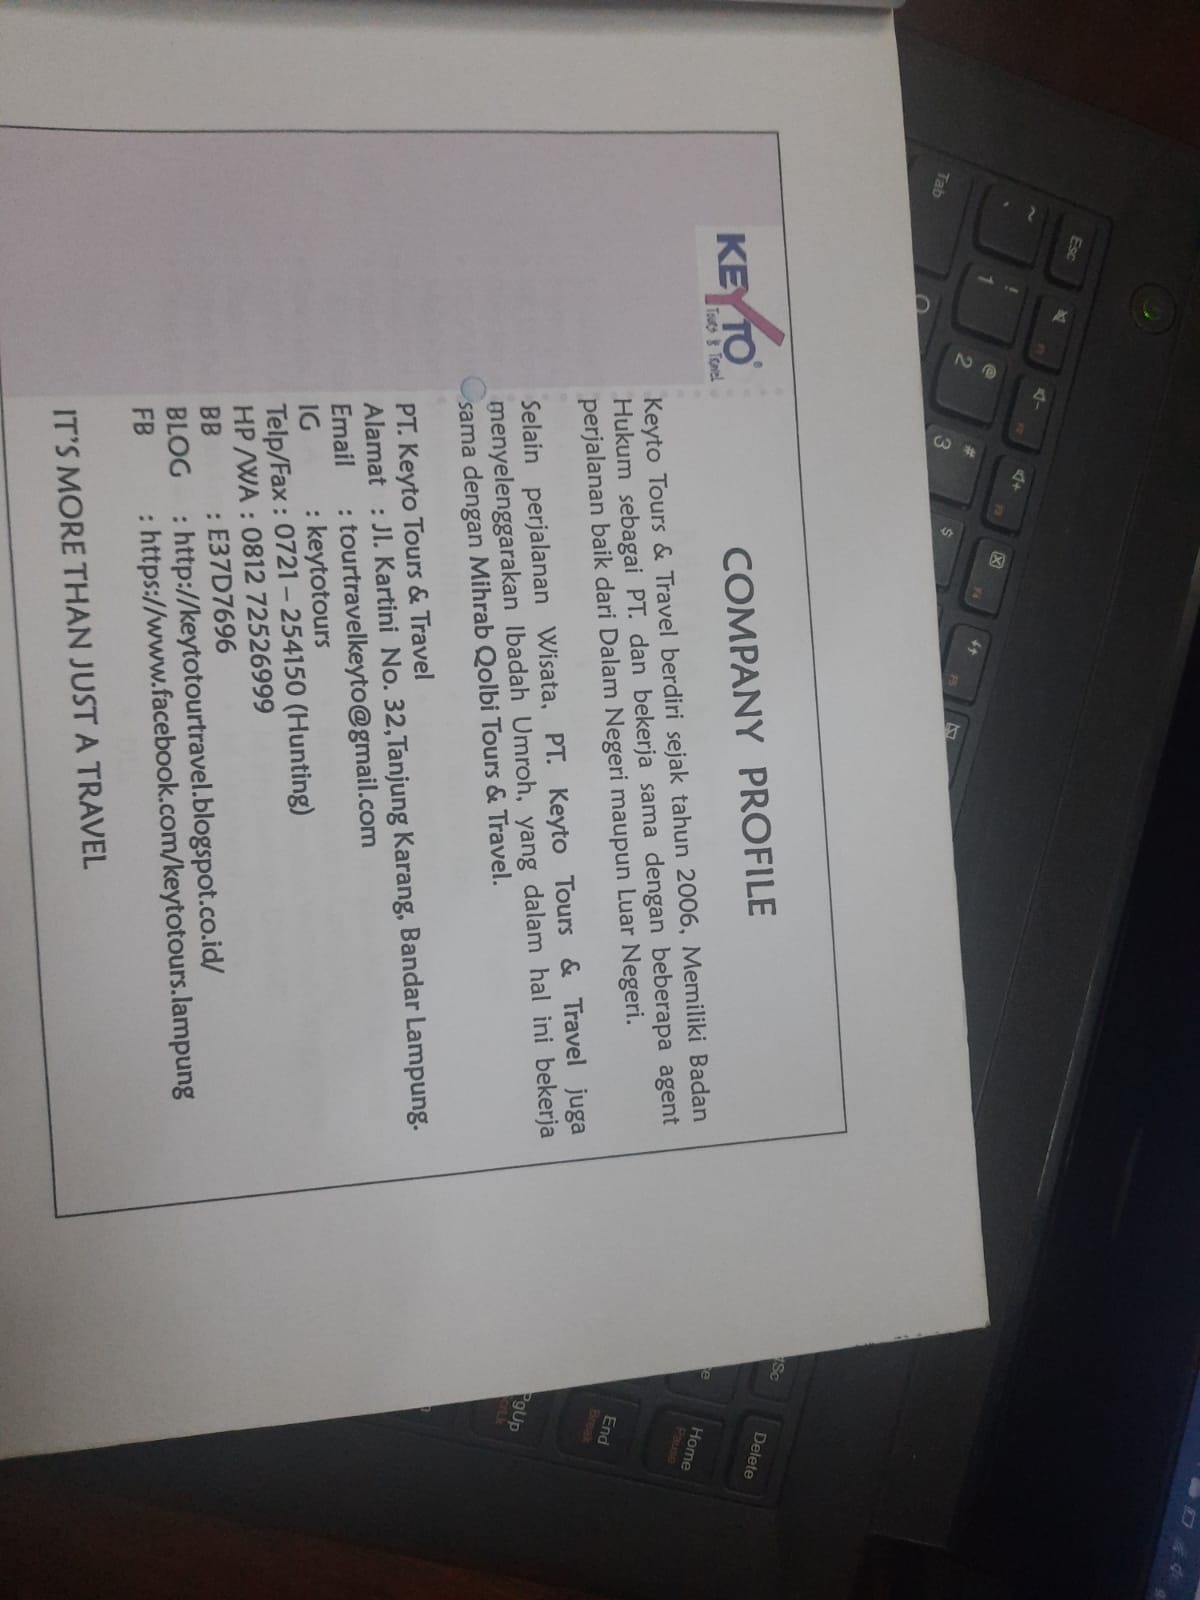 Esc
F1
F2
F3
F4
F5
~
`
!
1
@
2
#
3
$
Tab
Delete
Home
Pause
End
Break
PgUp
KEYTO®
Tours & Travel
COMPANY PROFILE
Keyto Tours & Travel berdiri sejak tahun 2006, Memiliki Badan
Hukum sebagai PT. dan bekerja sama dengan beberapa agent
perjalanan baik dari Dalam Negeri maupun Luar Negeri.
Selain perjalanan Wisata, PT. Keyto Tours & Travel juga
menyelenggarakan Ibadah Umroh, yang dalam hal ini bekerja
sama dengan Mihrab Qolbi Tours & Travel.
PT. Keyto Tours & Travel
Alamat : Jl. Kartini No. 32,Tanjung Karang, Bandar Lampung.
Email : tourtravelkeyto@gmail.com
IG : keytotours
Telp/Fax : 0721 – 254150 (Hunting)
HP /WA : 0812 72526999
BB : E37D7696
BLOG : http://keytotourtravel.blogspot.co.id/
FB : https://www.facebook.com/keytotours.lampung
IT'S MORE THAN JUST A TRAVEL